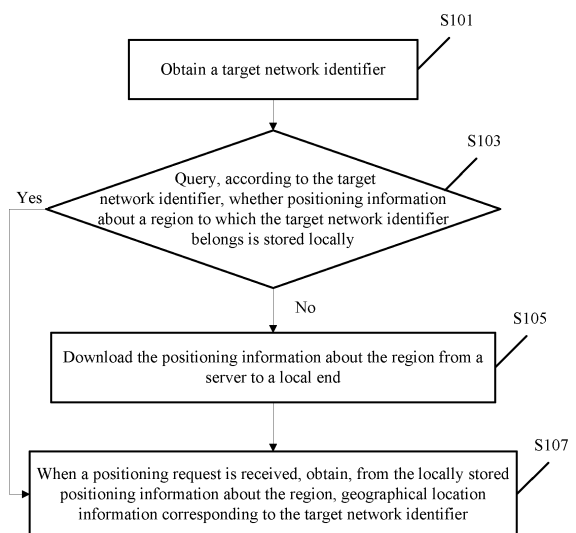 S101
Obtain a target network identifier
S103
Query, according to the target
network identifier, whether positioning information
about a region to which the target network identifier
belongs is stored locally
Yes
No
S105
Download the positioning information about the region from a
server to a local end
S107
When a positioning request is received, obtain, from the locally stored
positioning information about the region, geographical location
information corresponding to the target network identifier